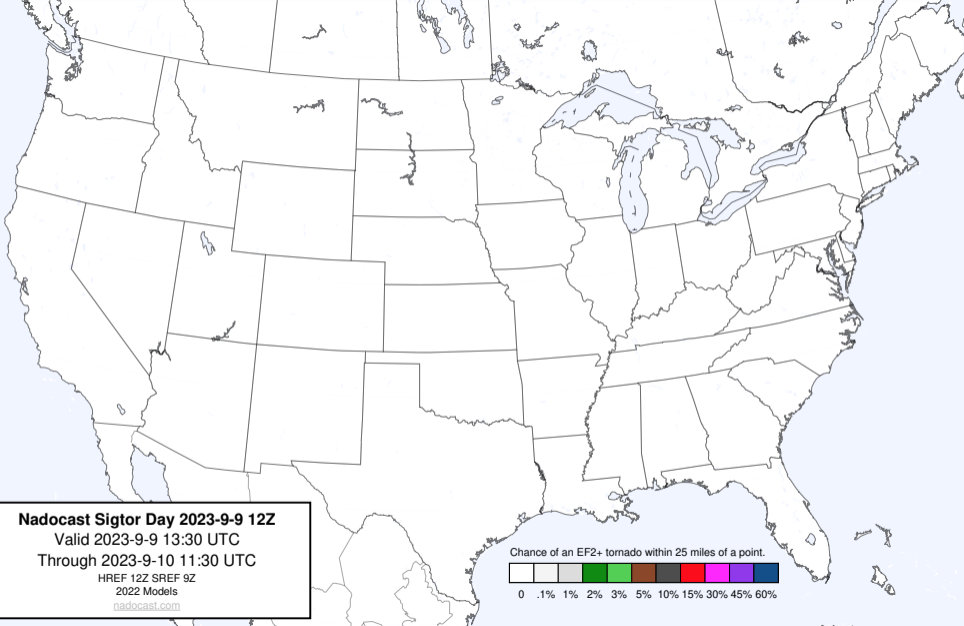 Nadocast Sigtor Day 2023-9-9 12Z
Valid 2023-9-9 13:30 UTC
Through 2023-9-10 11:30 UTC
HREF 12Z SREF 9Z
2022 Models
nadocast.com
Chance of an EF2+ tornado within 25 miles of a point.
0 .1% 1% 2% 3% 5% 10% 15% 30% 45% 60%